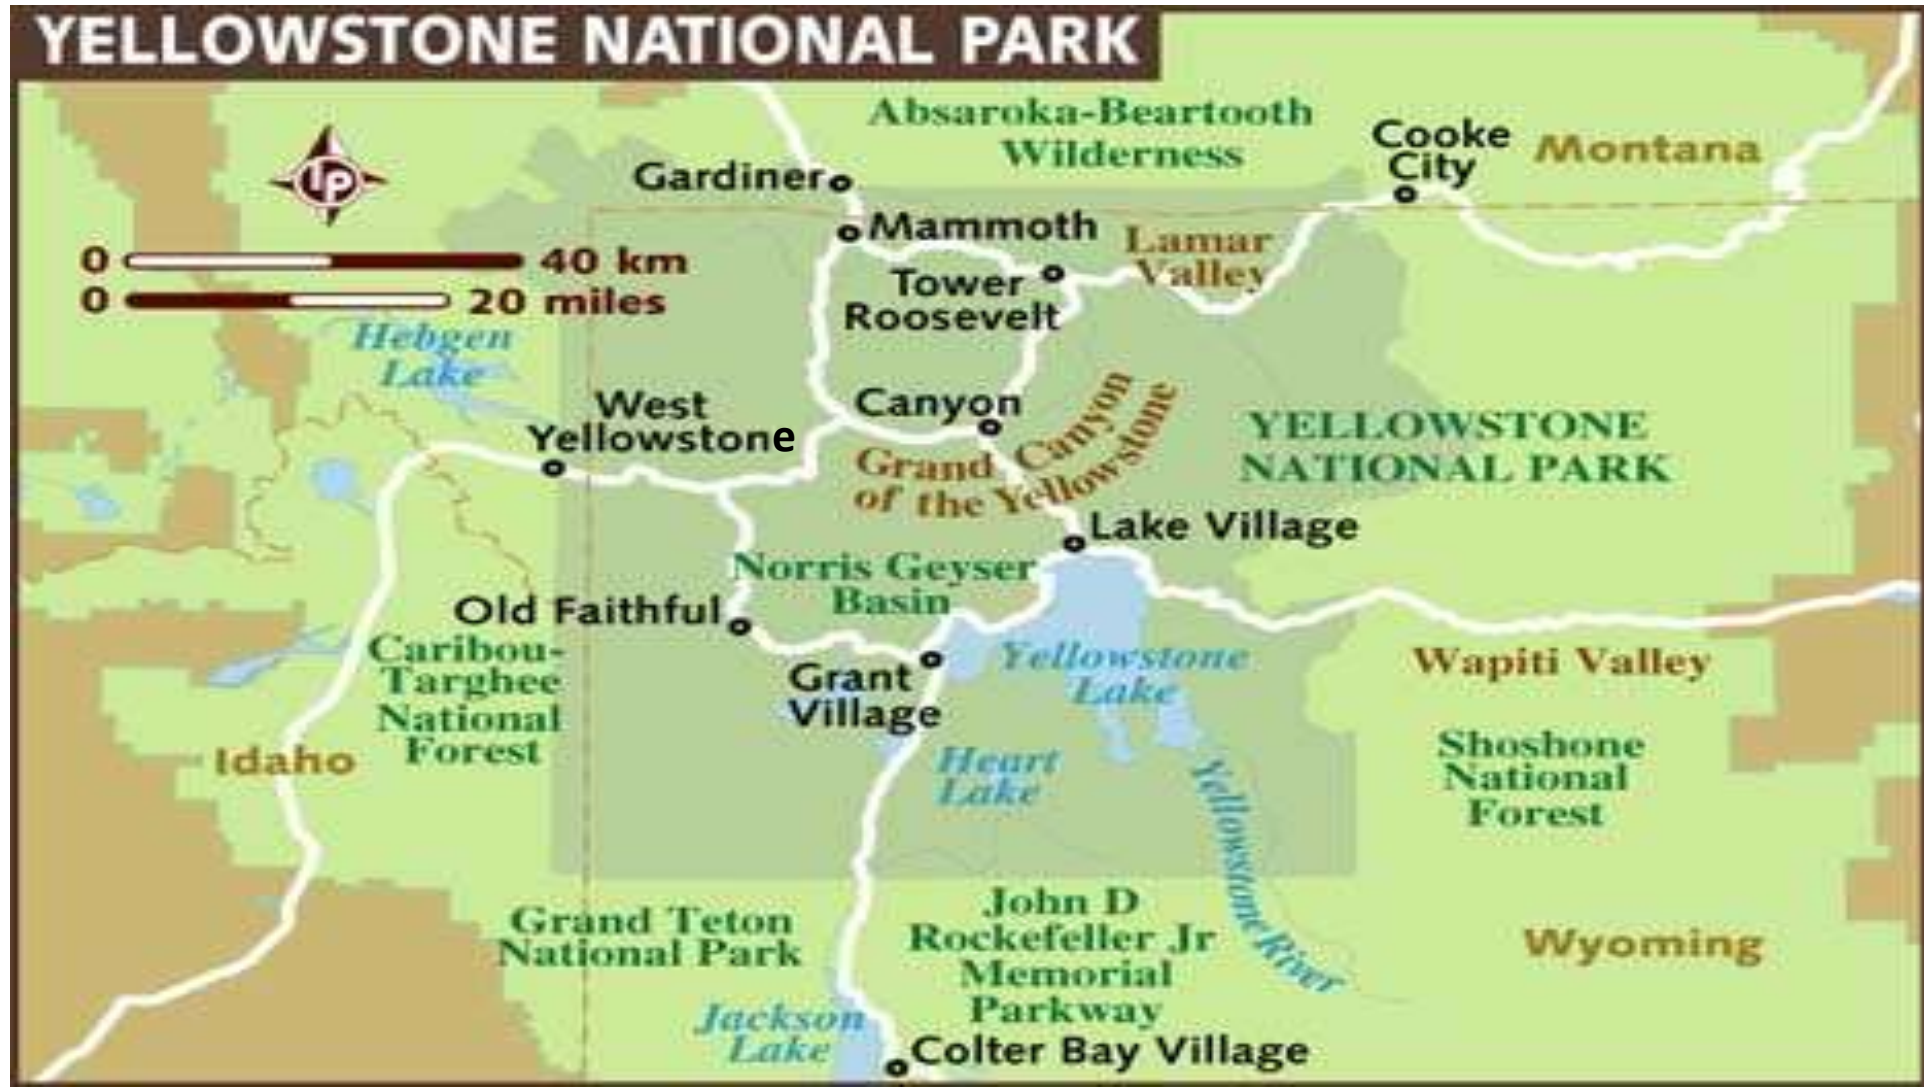 YELLOWSTONE NATIONAL PARK
Absaroka-Beartooth
Wilderness
Cooke
City
Montana
LP
Gardiner
Mammoth
Lamar
Valley
0 40 km
0 20 miles
Tower
Roosevelt
Hebgen
Lake
West
Yellowstone
Canyon
Grand Canyon
of the Yellowstone
YELLOWSTONE
NATIONAL PARK
Lake Village
Norris Geyser
Basin
Old Faithful
Caribou-
Targhee
National
Forest
Grant
Village
Yellowstone
Lake
Wapiti Valley
Idaho
Heart
Lake
Yellowstone River
Shoshone
National
Forest
Grand Teton
National Park
John D
Rockefeller Jr
Memorial
Parkway
Wyoming
Jackson
Lake
Colter Bay Village